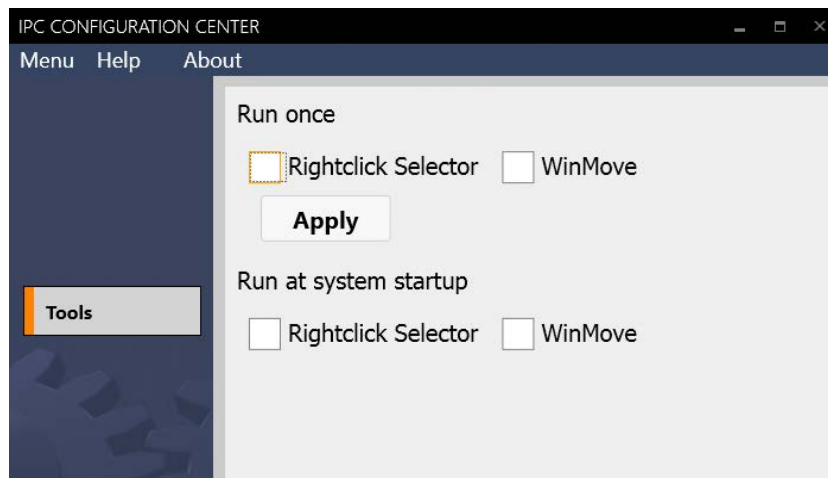 IPC CONFIGURATION CENTER
Menu Help About
Run once
Rightclick Selector WinMove
Apply
Run at system startup
Tools
Rightclick Selector WinMove